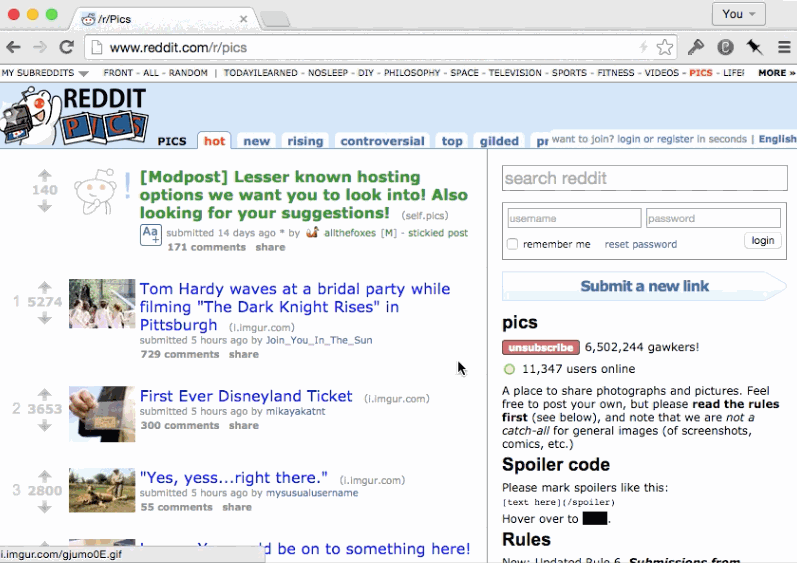 /r/Pics
You
www.reddit.com/r/pics
MY SUBREDDITS FRONT - ALL - RANDOM | TODAYILEARNED - NOSLEEP - DIY - PHILOSOPHY - SPACE - TELEVISION - SPORTS - FITNESS - VIDEOS - PICS - LIFEI MORE »
REDDIT
PICS
PICS hot new rising controversial top gilded pr want to join? login or register in seconds | English
[Modpost] Lesser known hosting
options we want you to look into! Also
looking for your suggestions! (self.pics)
140
Aa+ submitted 14 days ago * by allthefoxes [M] - stickied post
171 comments share
Tom Hardy waves at a bridal party while
filming "The Dark Knight Rises" in
Pittsburgh (i.imgur.com)
1 5274
submitted 5 hours ago by Join_You_In_The_Sun
729 comments share
First Ever Disneyland Ticket (i.imgur.com)
2 3653
submitted 5 hours ago by mikayakatnt
300 comments share
"Yes, yess...right there." (i.imgur.com)
3 2800
submitted 5 hours ago by mysusualusername
55 comments share
be on to something here!
i.imgur.com/gjumo0E.gif
search reddit
username password
remember me reset password login
Submit a new link
pics
unsubscribe 6,502,244 gawkers!
11,347 users online
A place to share photographs and pictures. Feel
free to post your own, but please read the rules
first (see below), and note that we are not a
catch-all for general images (of screenshots,
comics, etc.)
Spoiler code
Please mark spoilers like this:
[text here](/spoiler)
Hover over to .
Rules
Now: Updated Rule 6. Submissions from